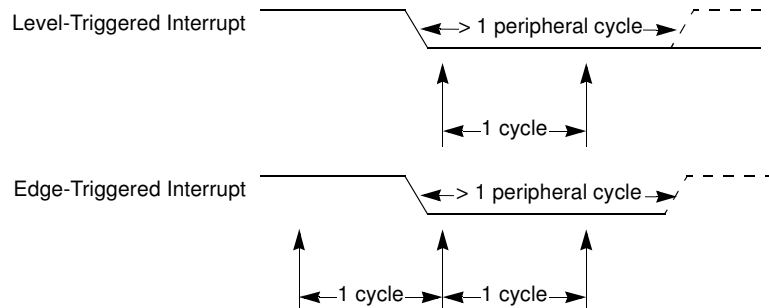 Level-Triggered Interrupt
> 1 peripheral cycle
1 cycle
Edge-Triggered Interrupt
> 1 peripheral cycle
1 cycle
1 cycle